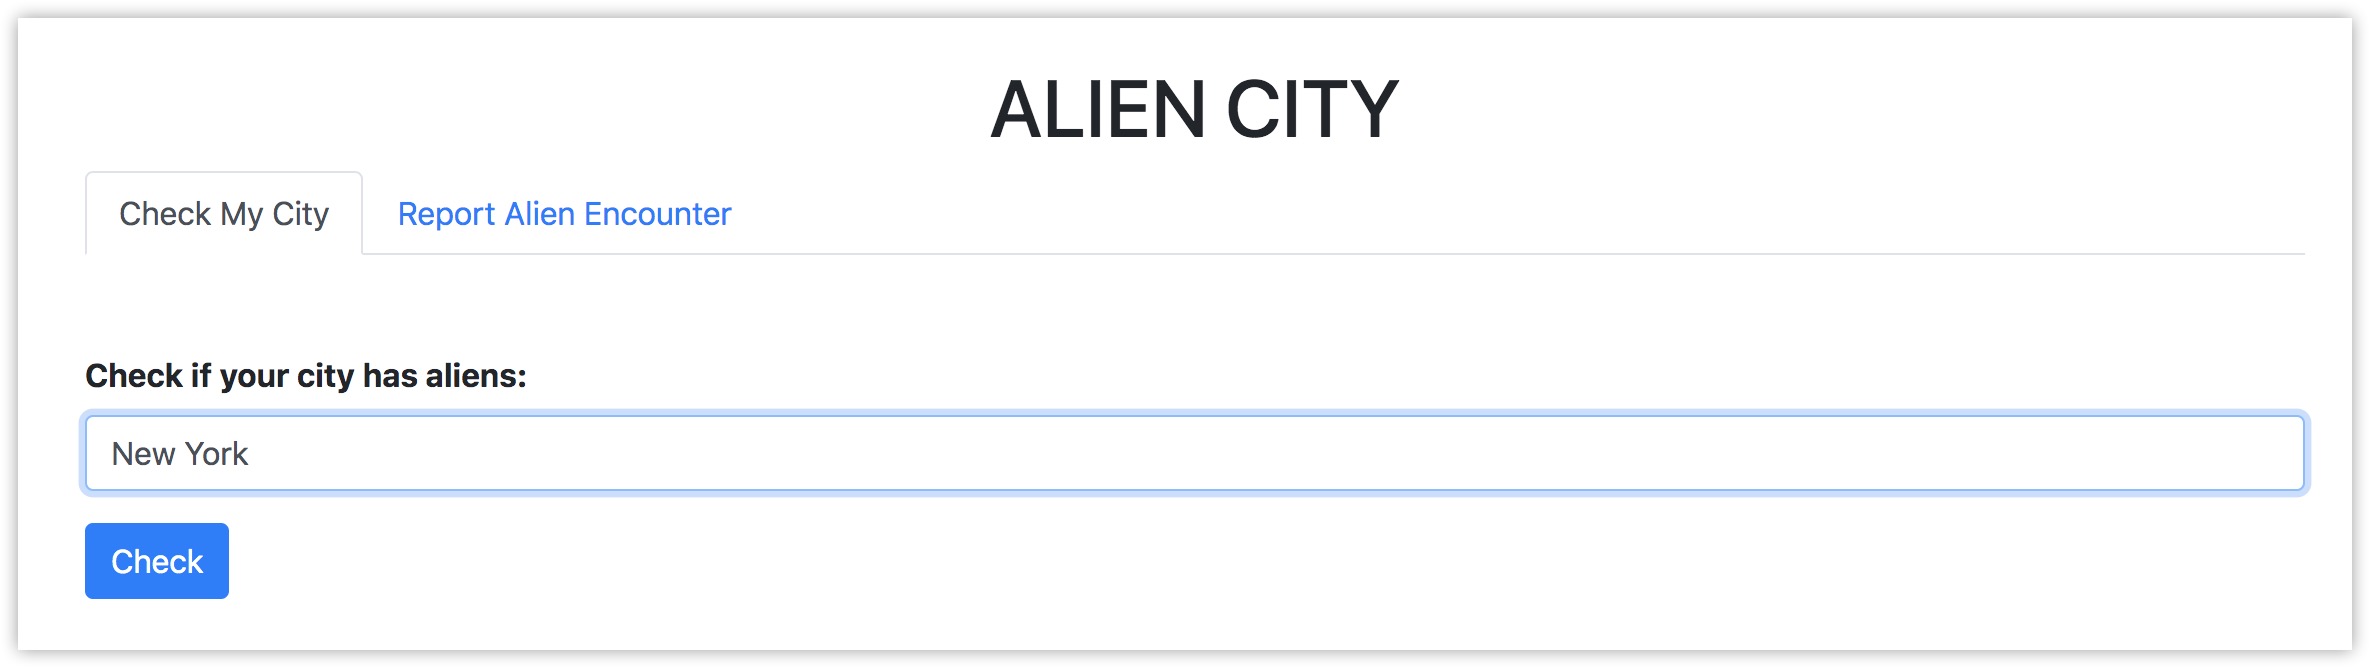 ALIEN CITY
Check My City
Report Alien Encounter
Check if your city has aliens:
New York
Check